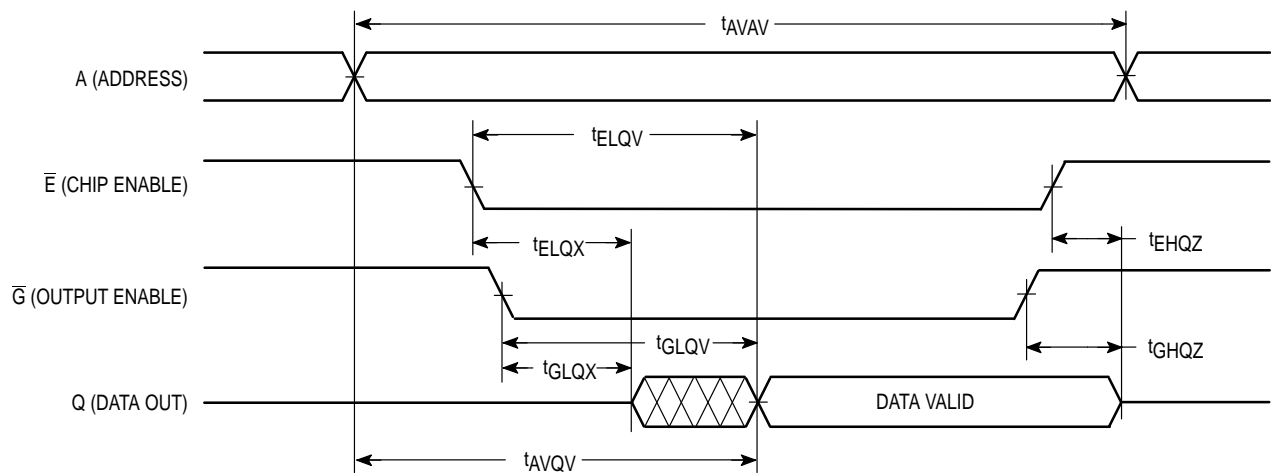 tAVAV
A (ADDRESS)
tELQV
E̅ (CHIP ENABLE)
tELQX
tEHQZ
G̅ (OUTPUT ENABLE)
tGLQV
tGHQZ
tGLQX
Q (DATA OUT)
DATA VALID
tAVQV